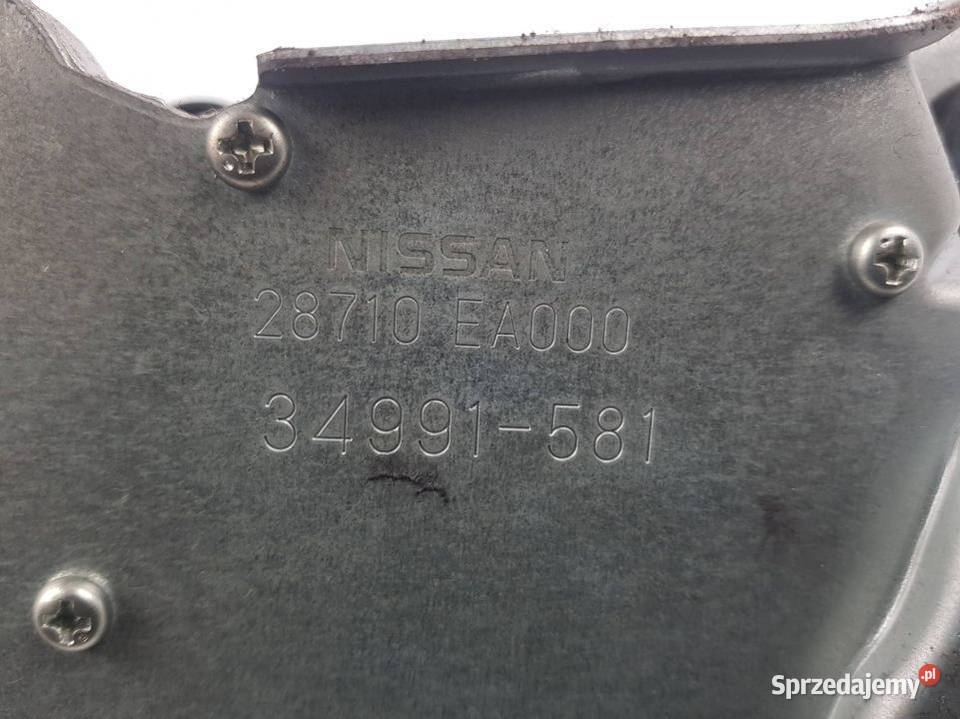 NISSAN
28710 EA000
34991-581
Sprzedajemy.pl